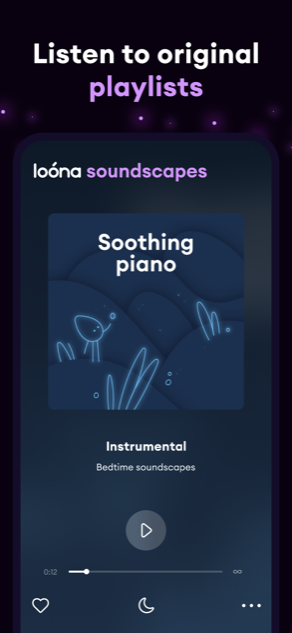 Listen to original
playlists
loóna soundscapes
Soothing
piano
Instrumental
Bedtime soundscapes
0:12
∞